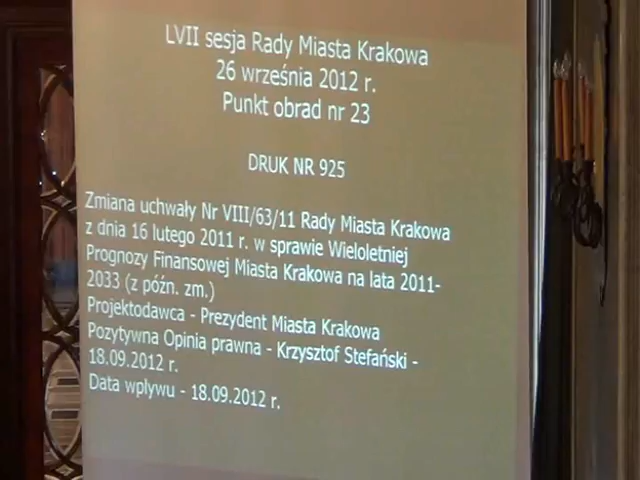 LVII sesja Rady Miasta Krakowa
26 września 2012 r.
Punkt obrad nr 23
DRUK NR 925
Zmiana uchwały Nr VIII/63/11 Rady Miasta Krakowa
z dnia 16 lutego 2011 r. w sprawie Wieloletniej
Prognozy Finansowej Miasta Krakowa na lata 2011-
2033 (z późn. zm.)
Projektodawca - Prezydent Miasta Krakowa
Pozytywna Opinia prawna - Krzysztof Stefański -
18.09.2012 r.
Data wpływu - 18.09.2012 r.